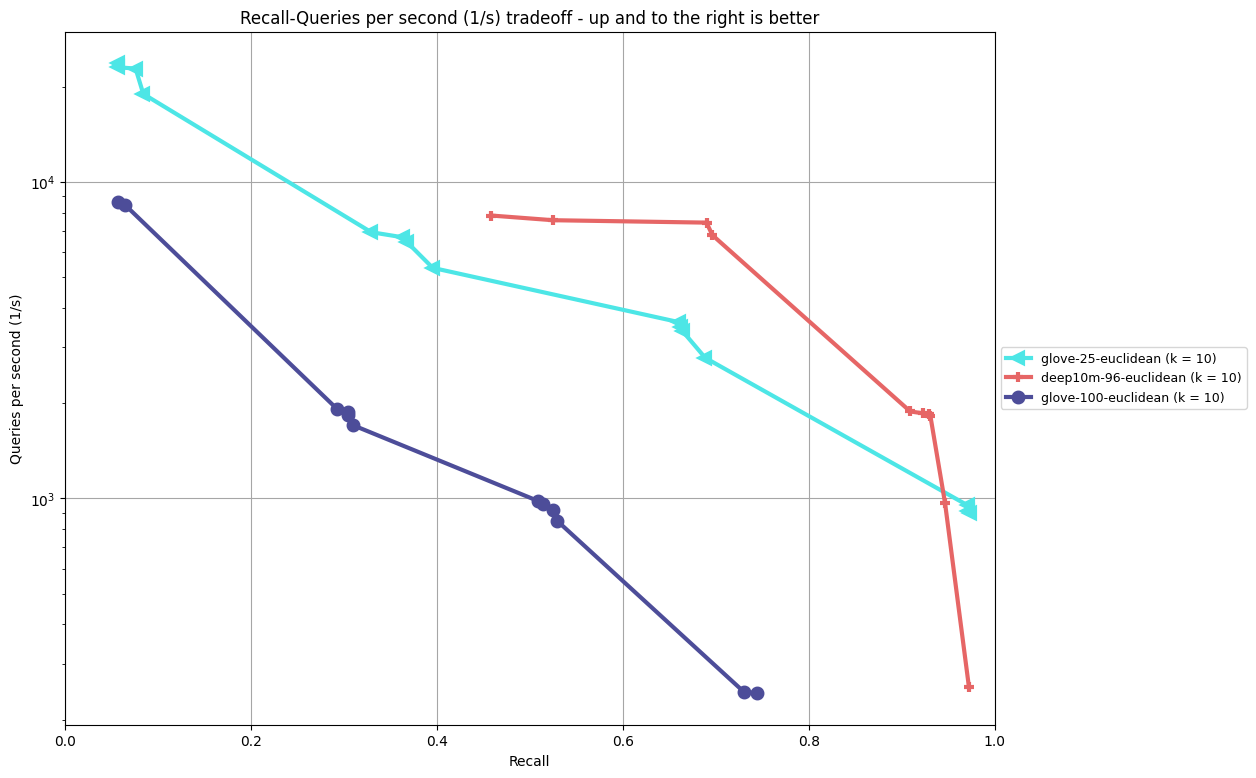 Recall-Queries per second (1/s) tradeoff - up and to the right is better
Queries per second (1/s)
10⁴
10³
0.0
0.2
0.4
0.6
0.8
1.0
Recall
glove-25-euclidean (k = 10)
deep10m-96-euclidean (k = 10)
glove-100-euclidean (k = 10)